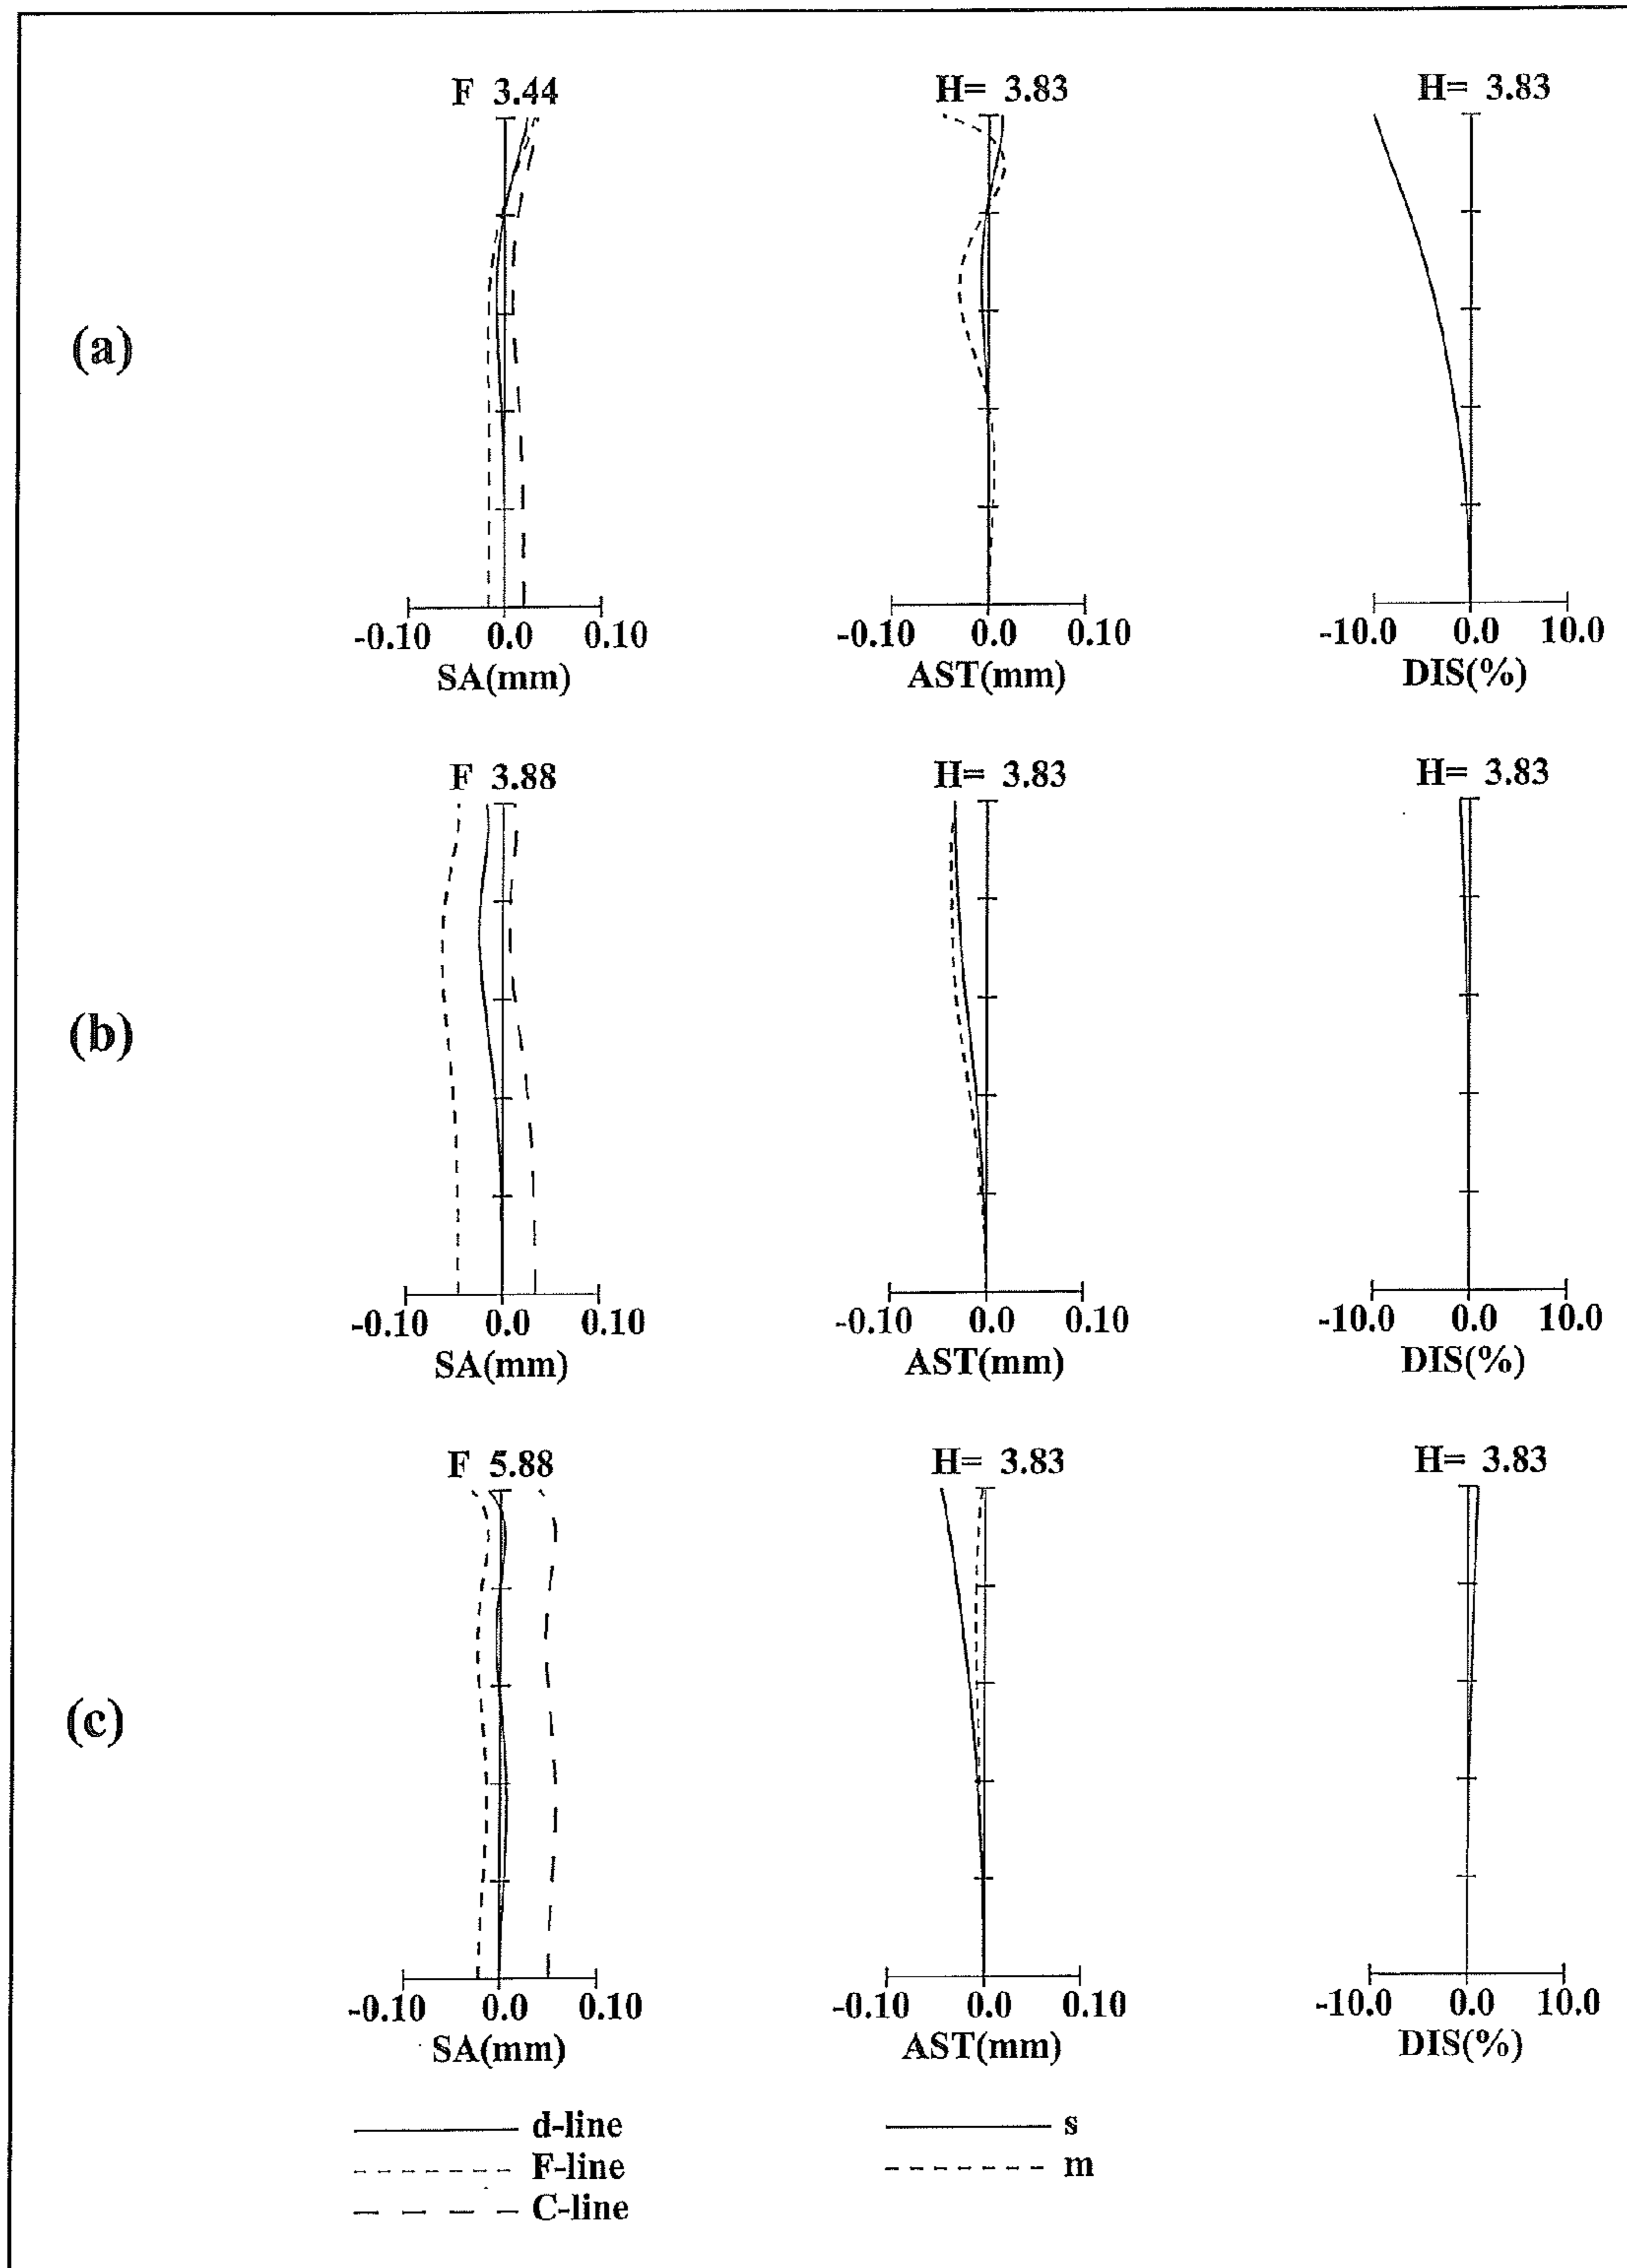 F 3.44 H= 3.83 H= 3.83
(a)
-0.10 0.0 0.10 -0.10 0.0 0.10 -10.0 0.0 10.0
SA(mm) AST(mm) DIS(%)
F 3.88 H= 3.83 H= 3.83
(b)
-0.10 0.0 0.10 -0.10 0.0 0.10 -10.0 0.0 10.0
SA(mm) AST(mm) DIS(%)
F 5.88 H= 3.83 H= 3.83
(c)
-0.10 0.0 0.10 -0.10 0.0 0.10 -10.0 0.0 10.0
SA(mm) AST(mm) DIS(%)
d-line s
F-line m
C-line